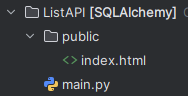 ListAPI [SQLAlchemy]
public
<> index.html
main.py